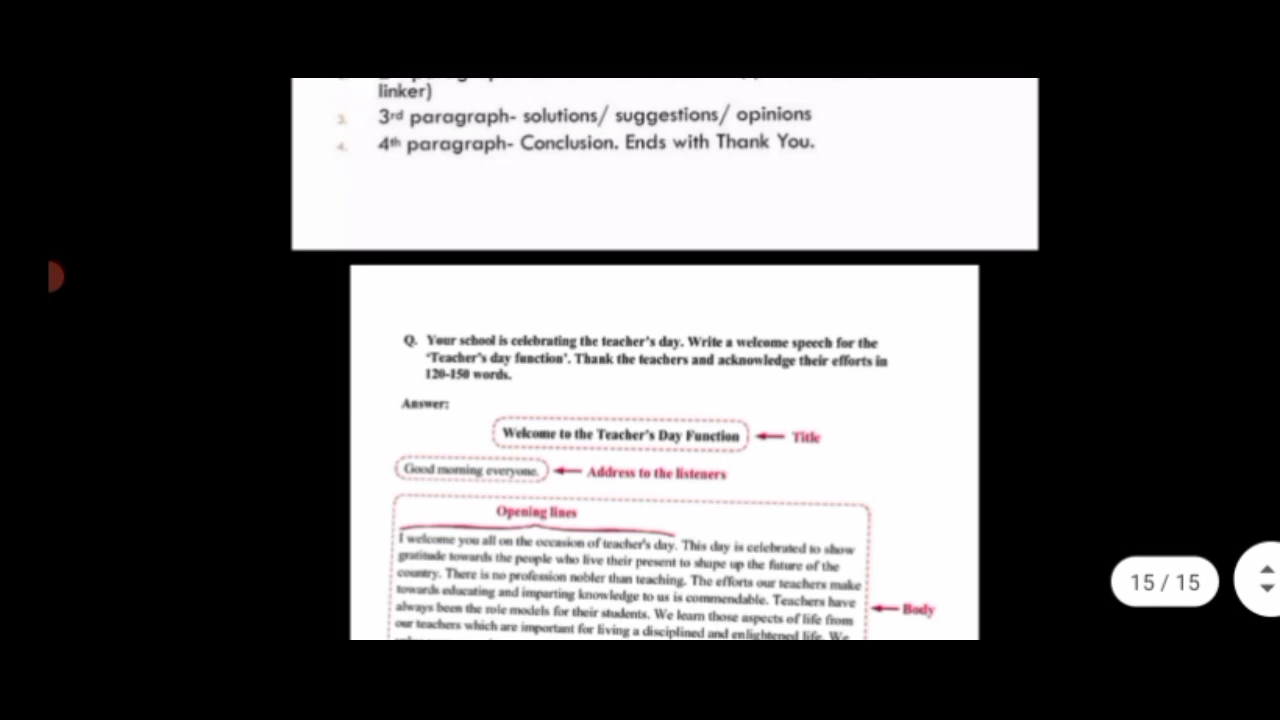 linker)
3. 3rd paragraph- solutions/ suggestions/ opinions
4. 4th paragraph- Conclusion. Ends with Thank You.
Q. Your school is celebrating the teacher's day. Write a welcome speech for the
'Teacher's day function'. Thank the teachers and acknowledge their efforts in
120-150 words.
Answer:
Welcome to the Teacher's Day Function
Title
Good morning everyone.
Address to the listeners
Opening lines
I welcome you all on the occasion of teacher's day. This day is celebrated to show
gratitude towards the people who live their present to shape up the future of the
country. There is no profession nobler than teaching. The efforts our teachers make
towards educating and imparting knowledge to us is commendable. Teachers have
always been the role models for their students. We learn those aspects of life from
our teachers which are important for living a disciplined and enlightened life. We
Body
15 / 15